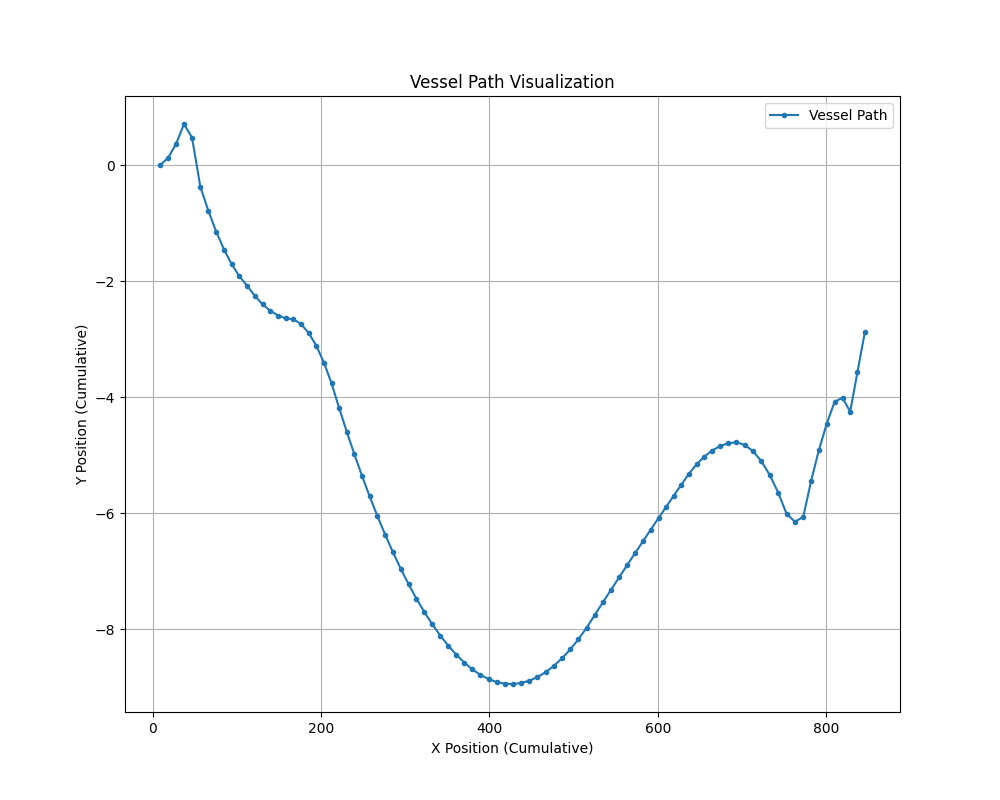 Vessel Path Visualization
Vessel Path
Y Position (Cumulative)
0
−2
−4
−6
−8
0 200 400 600 800
X Position (Cumulative)